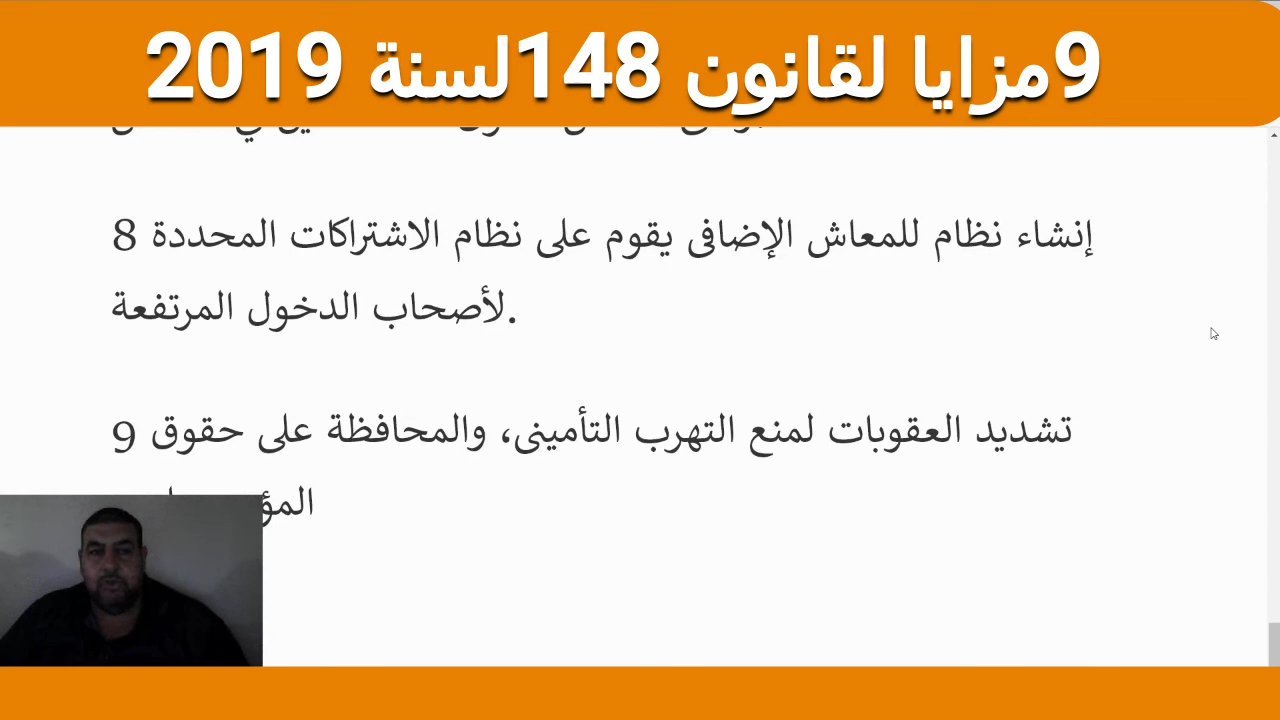 9مزايا لقانون 148لسنة 2019
8 إنشاء نظام للمعاش الإضافى يقوم على نظام الاشتراكات المحددة
لأصحاب الدخول المرتفعة.
9 تشديد العقوبات لمنع التهرب التأمينى، والمحافظة على حقوق